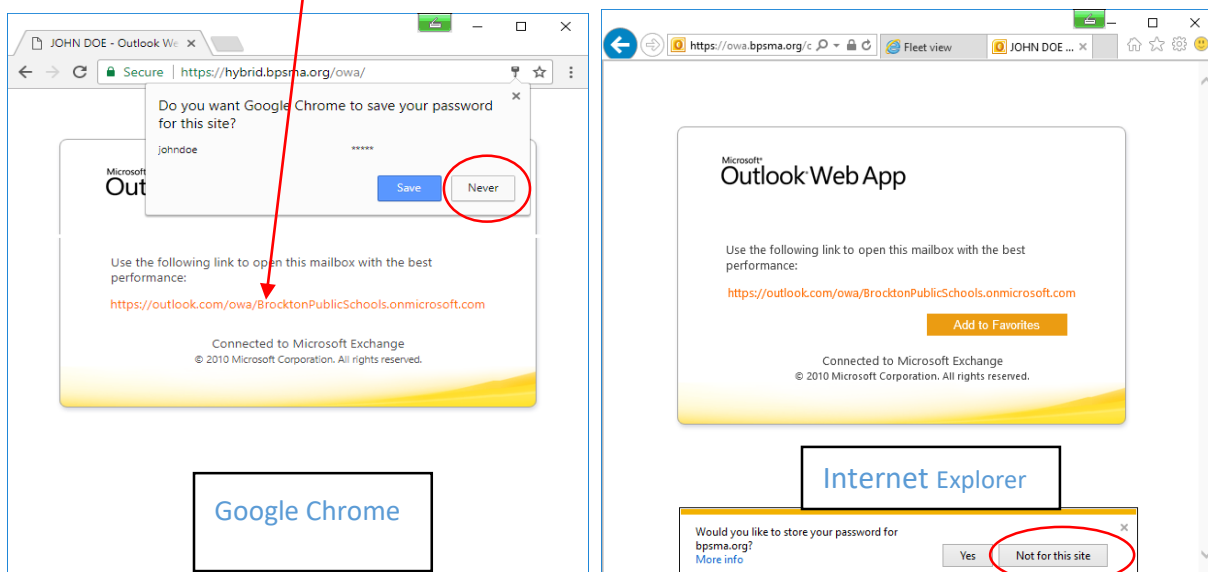 JOHN DOE - Outlook We
Secure | https://hybrid.bpsma.org/owa/
Do you want Google Chrome to save your password
for this site?
johndoe *****
Save Never
Microsoft
Out
Use the following link to open this mailbox with the best
performance:
https://outlook.com/owa/BrocktonPublicSchools.onmicrosoft.com
Connected to Microsoft Exchange
© 2010 Microsoft Corporation. All rights reserved.
Google Chrome
https://owa.bpsma.org/c
Fleet view
JOHN DOE ...
Microsoft®
Outlook Web App
Use the following link to open this mailbox with the best
performance:
https://outlook.com/owa/BrocktonPublicSchools.onmicrosoft.com
Add to Favorites
Connected to Microsoft Exchange
© 2010 Microsoft Corporation. All rights reserved.
Internet Explorer
Would you like to store your password for
bpsma.org?
More info
Yes Not for this site